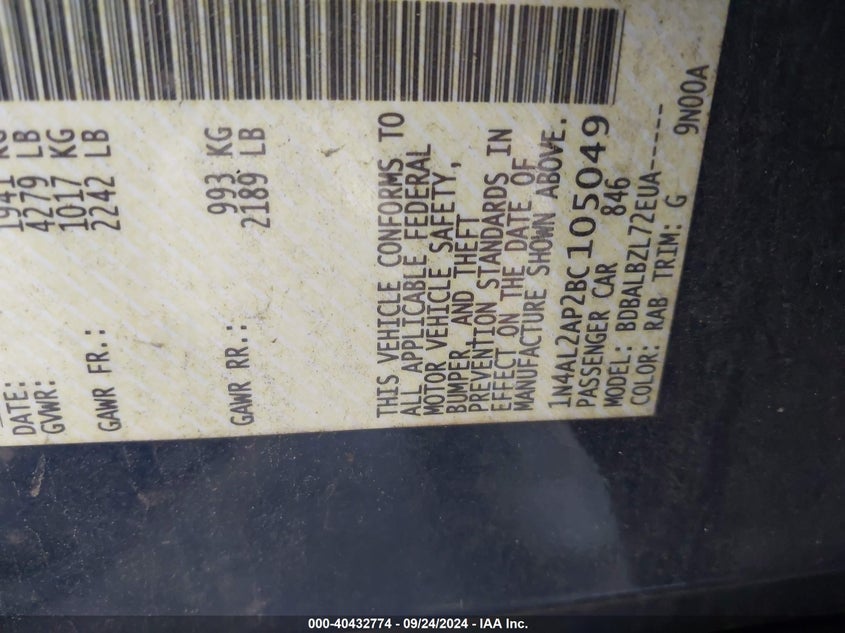 DATE:
GVWR: 1941 KG
4279 LB
GAWR FR.: 1017 KG
2242 LB
GAWR RR.: 993 KG
2189 LB
THIS VEHICLE CONFORMS TO
ALL APPLICABLE FEDERAL
MOTOR VEHICLE SAFETY,
BUMPER, AND THEFT
PREVENTION STANDARDS IN
EFFECT ON THE DATE OF
MANUFACTURE SHOWN ABOVE.
1N4AL2AP2BC105049
PASSENGER CAR 846
MODEL: BDBALBZL72EUA------
COLOR: RAB TRIM: G 9N00A
000-40432774 - 09/24/2024 - IAA Inc.